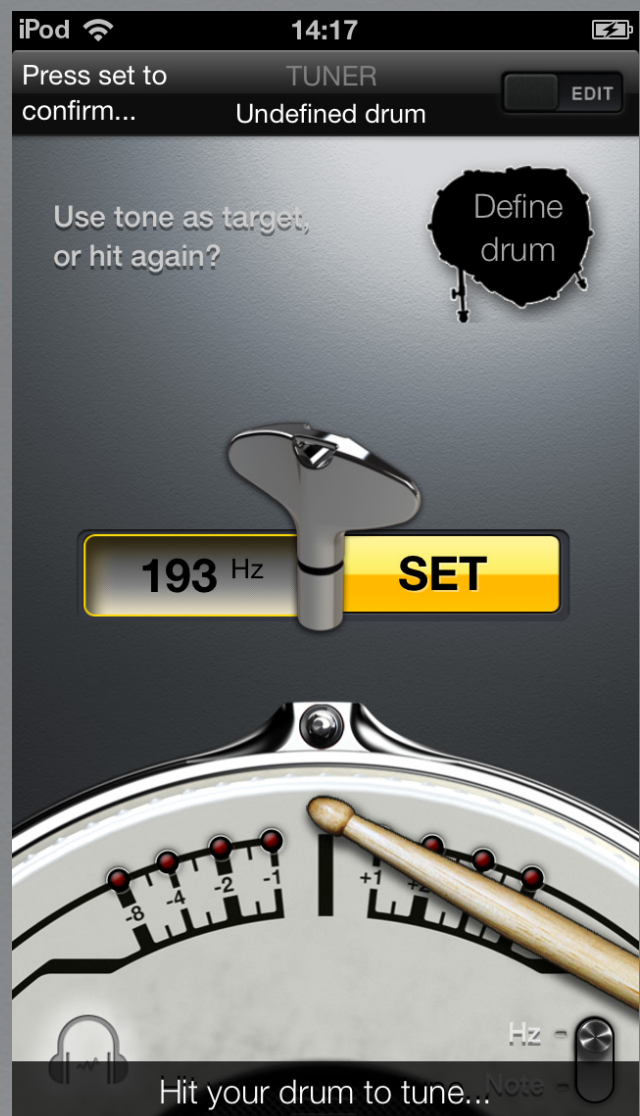 iPod
14:17
Press set to
confirm...
TUNER
Undefined drum
EDIT
Use tone as target,
or hit again?
Define
drum
193 Hz
SET
-8
-4
-2
-1
+1
Hz -
Note -
Hit your drum to tune...